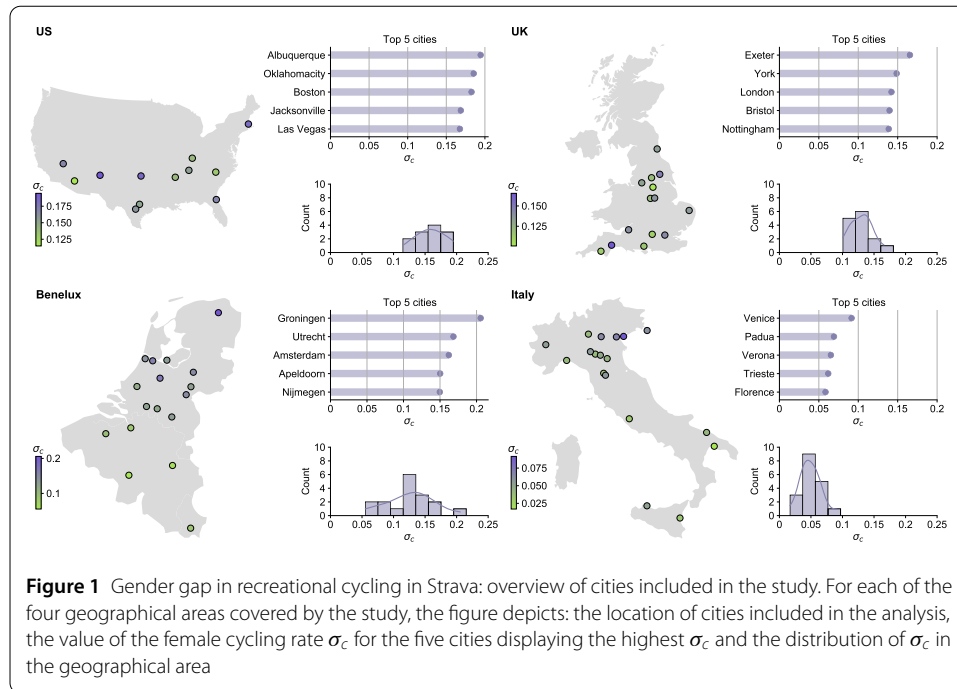 US
Top 5 cities
Albuquerque
Oklahomacity
Boston
Jacksonville
Las Vegas
0 0.05 0.1 0.15 0.2
σc
σc
0.175
0.150
0.125
Count
10
8
6
4
2
0
0 0.05 0.1 0.15 0.2 0.25
σc
UK
Top 5 cities
Exeter
York
London
Bristol
Nottingham
0 0.05 0.1 0.15 0.2
σc
σc
0.150
0.125
Count
10
8
6
4
2
0
0 0.05 0.1 0.15 0.2 0.25
σc
Benelux
Top 5 cities
Groningen
Utrecht
Amsterdam
Apeldoorn
Nijmegen
0 0.05 0.1 0.15 0.2
σc
σc
0.2
0.1
Count
10
8
6
4
2
0
0 0.05 0.1 0.15 0.2 0.25
σc
Italy
Top 5 cities
Venice
Padua
Verona
Trieste
Florence
0 0.05 0.1 0.15 0.2
σc
σc
0.075
0.050
0.025
Count
10
8
6
4
2
0
0 0.05 0.1 0.15 0.2 0.25
σc
Figure 1 Gender gap in recreational cycling in Strava: overview of cities included in the study. For each of the
four geographical areas covered by the study, the figure depicts: the location of cities included in the analysis,
the value of the female cycling rate σc for the five cities displaying the highest σc and the distribution of σc in
the geographical area